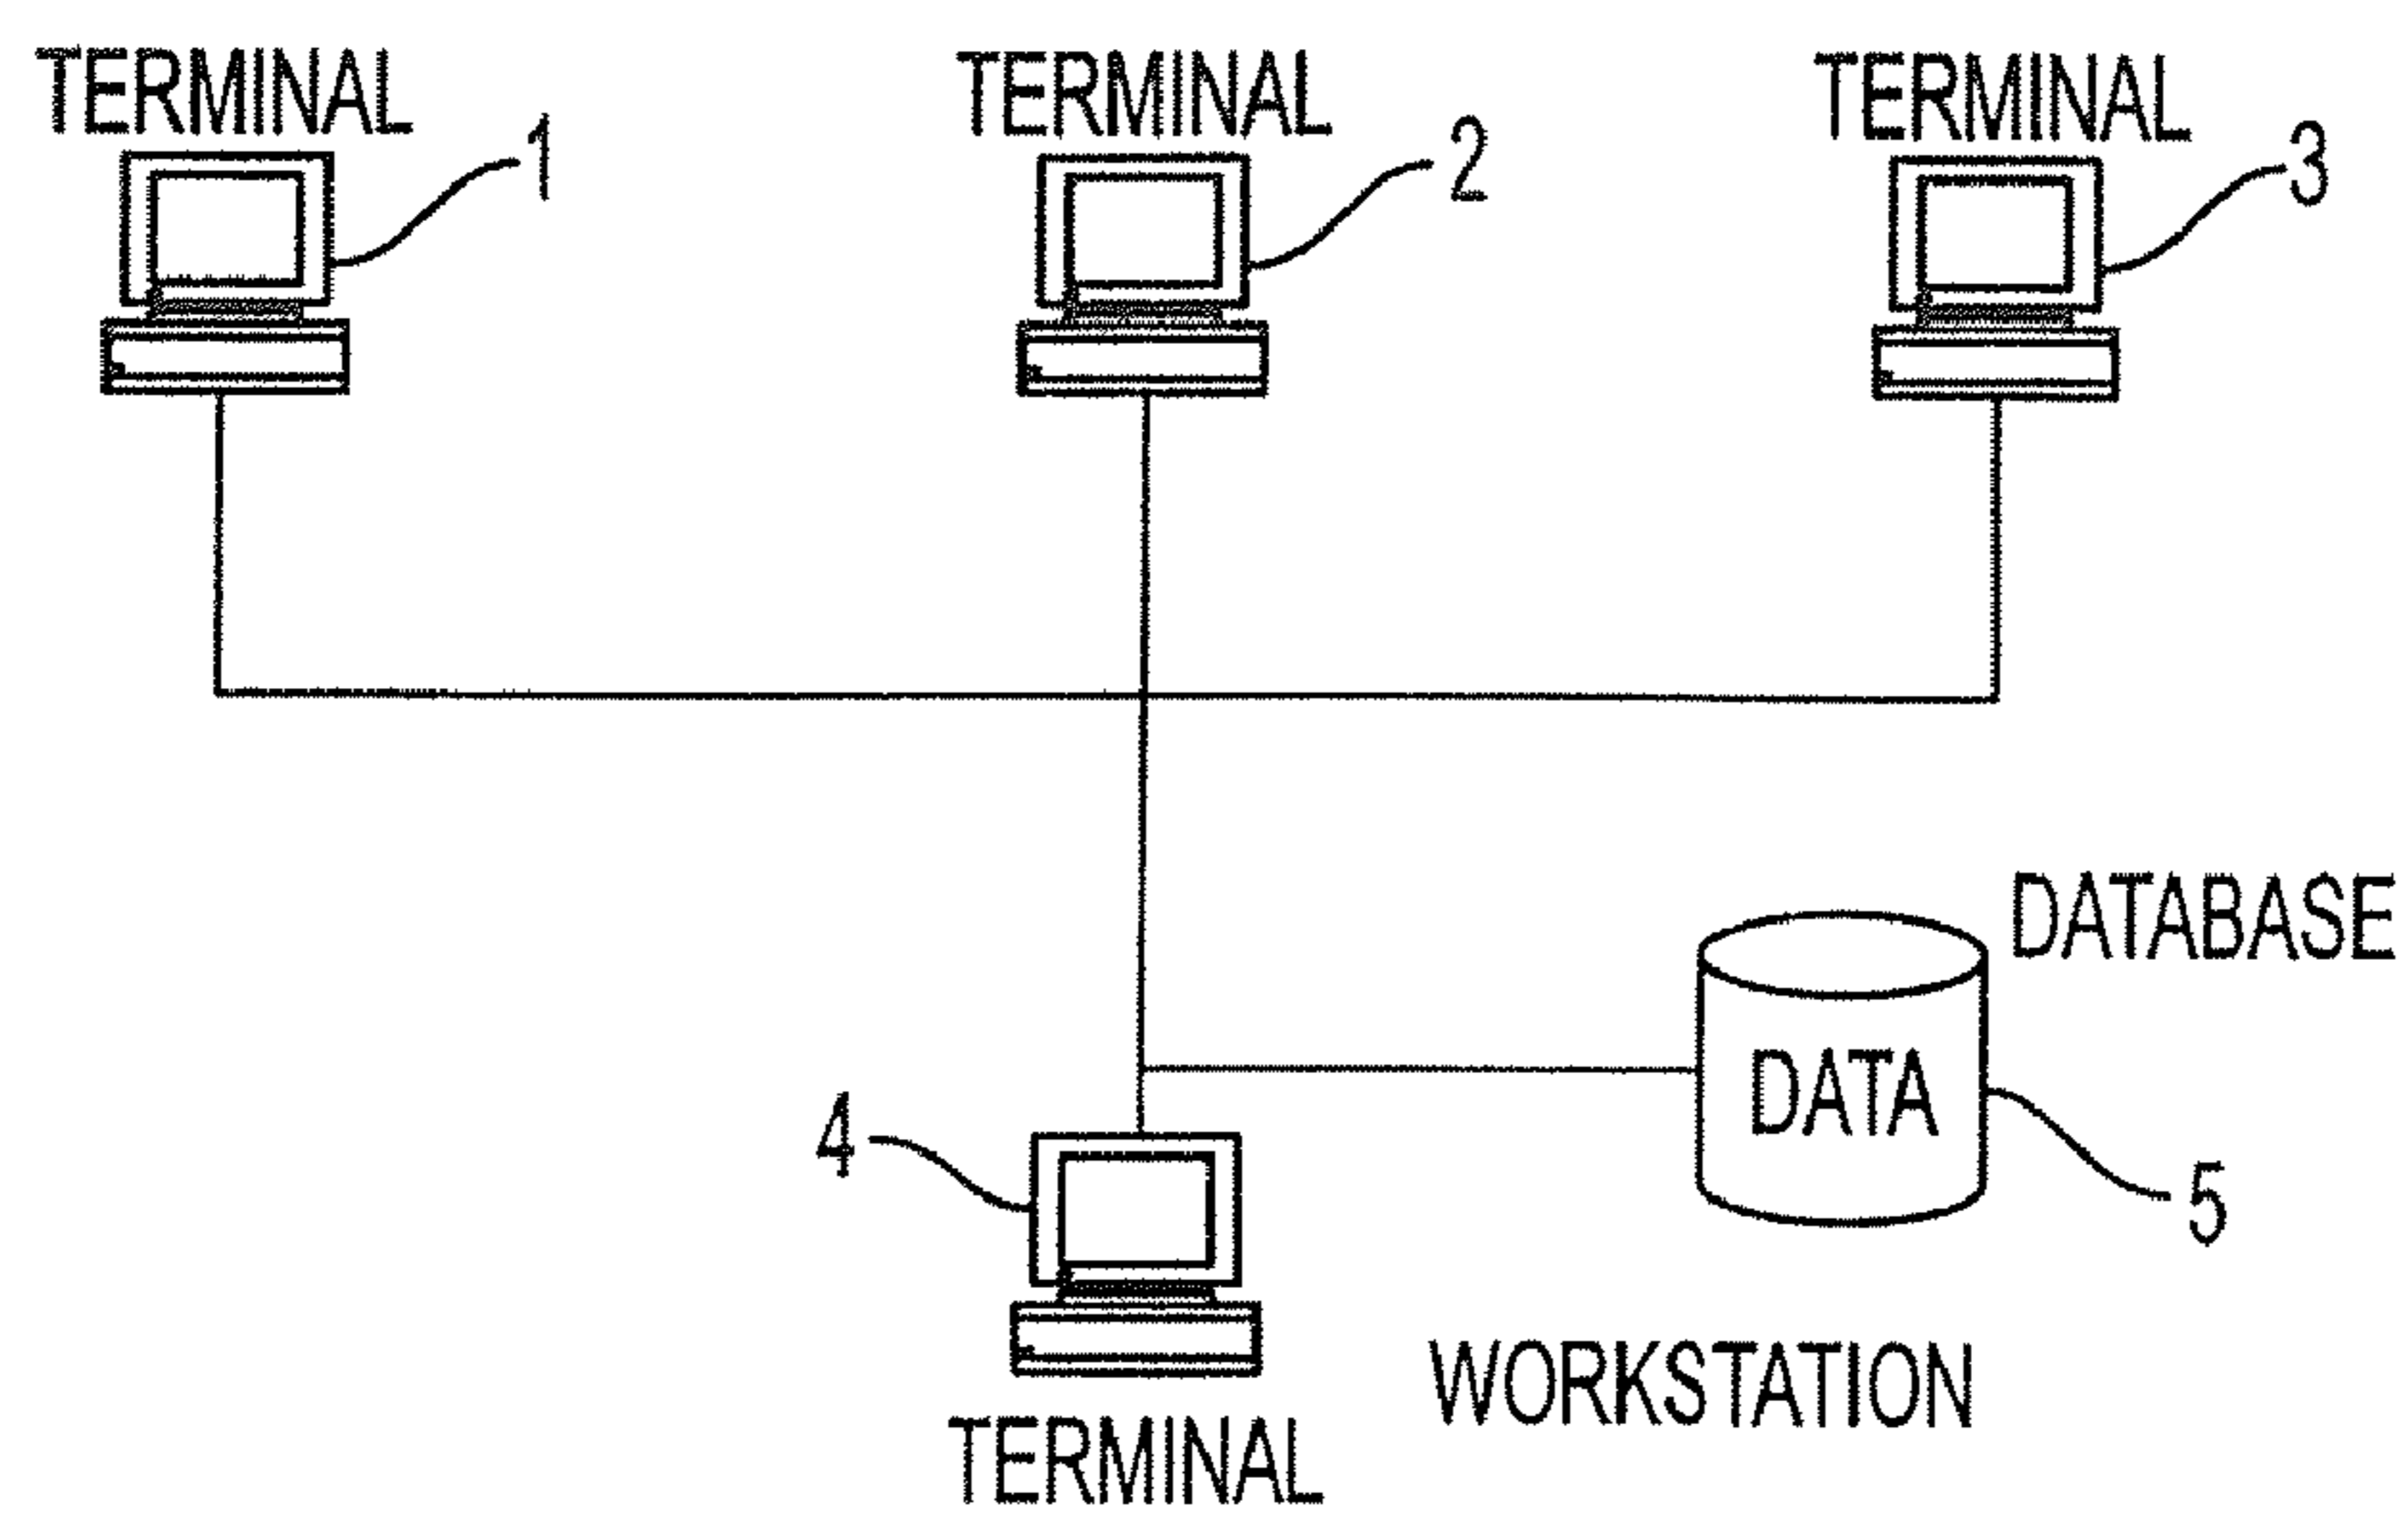 TERMINAL
TERMINAL
TERMINAL
1
2
3
DATABASE
DATA
4
5
WORKSTATION
TERMINAL